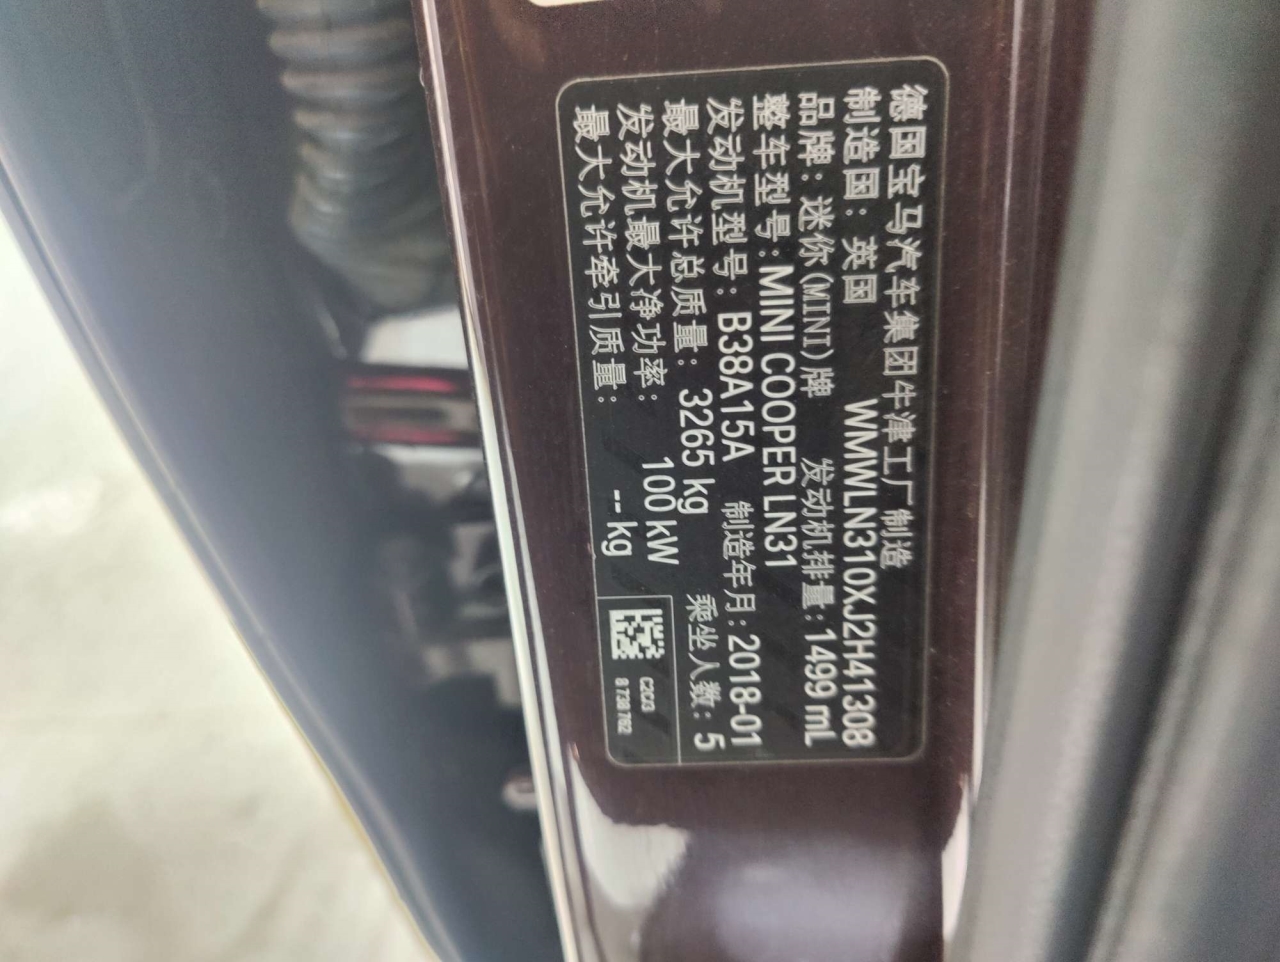 德国宝马汽车集团牛津工厂制造
制造国：英国 WMWLN310XJ2H41308
品牌：迷你(MINI)牌 发动机排量：1499 mL
整车型号：MINI COOPER LN31
发动机型号：B38A15A 制造年月：2018-01
最大允许总质量：3265 kg 乘坐人数：5
发动机最大净功率：100 kW
最大允许牵引质量：-- kg
8 738 762